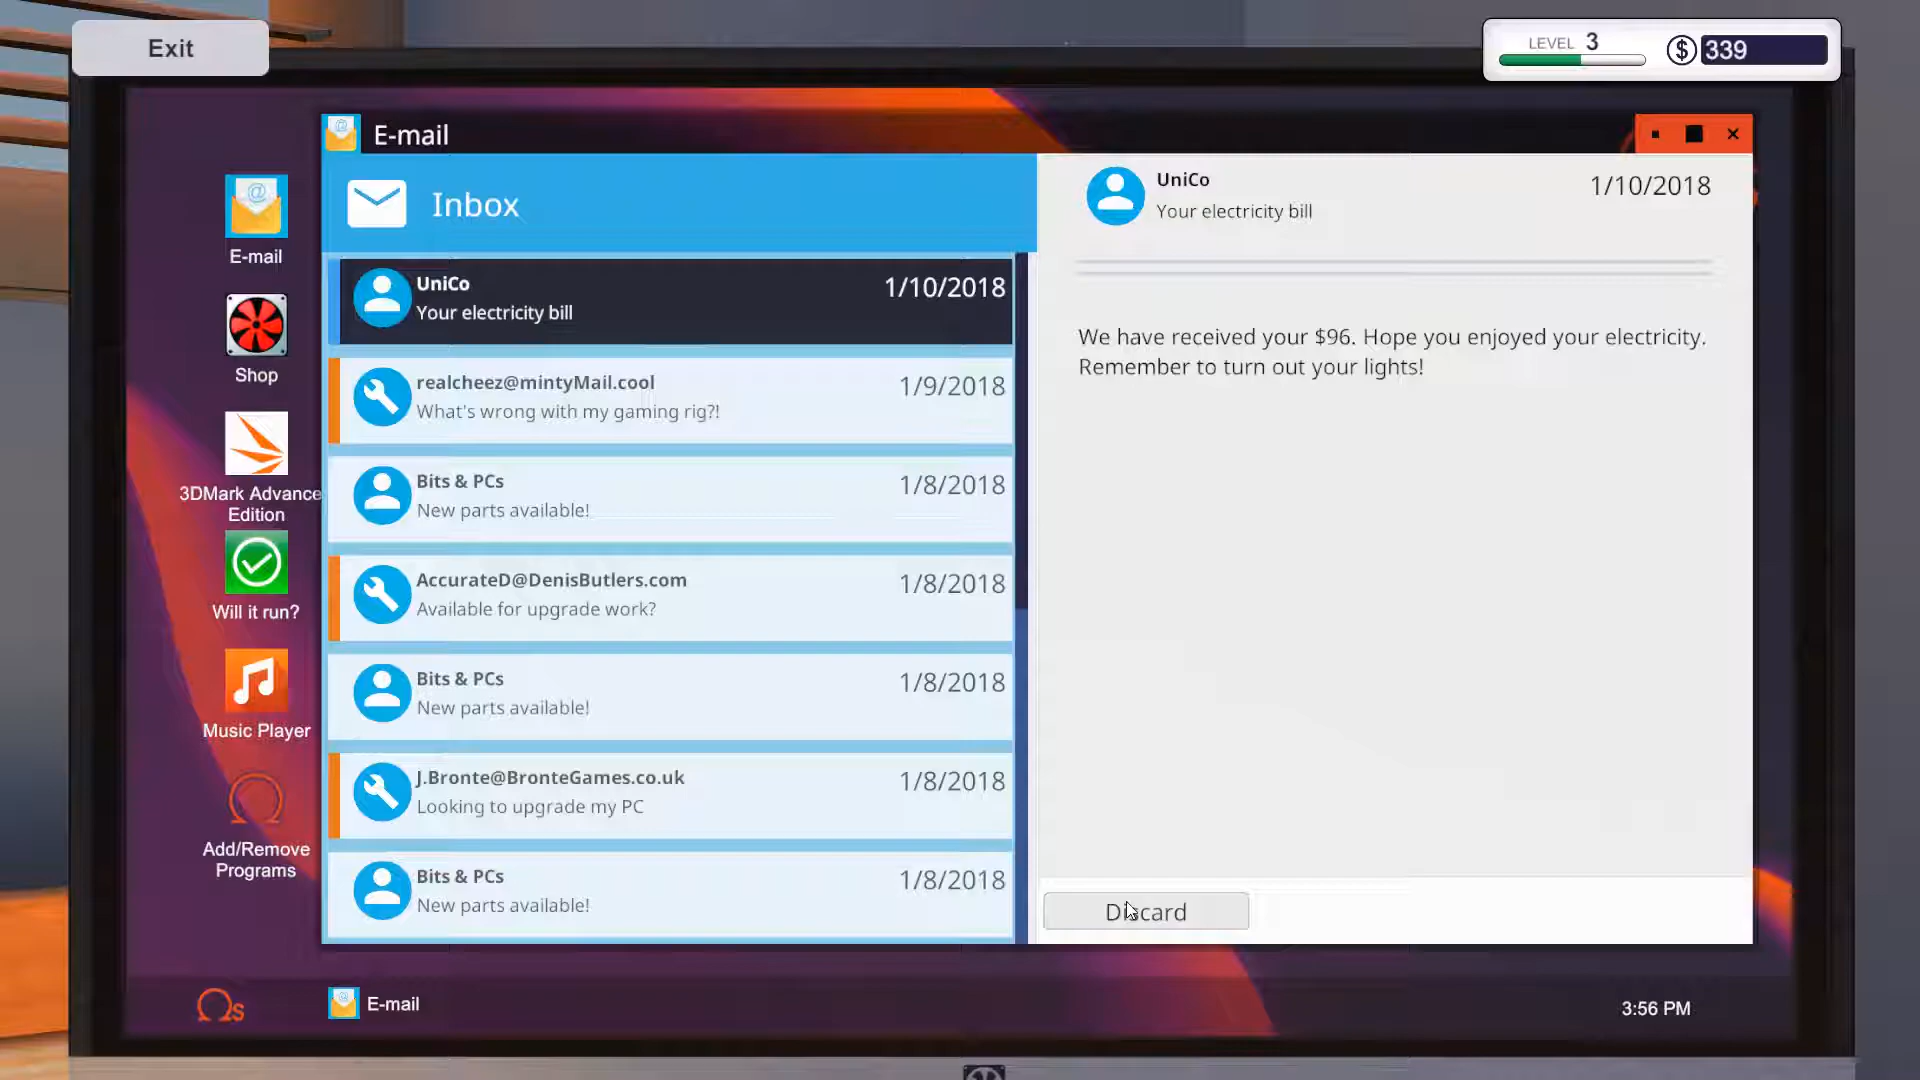 Exit
LEVEL 3
$ 339
E-mail
Inbox
UniCo
Your electricity bill
1/10/2018
realcheez@mintyMail.cool
What's wrong with my gaming rig?!
1/9/2018
Bits & PCs
New parts available!
1/8/2018
AccurateD@DenisButlers.com
Available for upgrade work?
1/8/2018
Bits & PCs
New parts available!
1/8/2018
J.Bronte@BronteGames.co.uk
Looking to upgrade my PC
1/8/2018
Bits & PCs
New parts available!
1/8/2018
UniCo
Your electricity bill
1/10/2018
We have received your $96. Hope you enjoyed your electricity.
Remember to turn out your lights!
Discard
E-mail
Shop
3DMark Advance
Edition
Will it run?
Music Player
Add/Remove
Programs
Ωs
E-mail
3:56 PM